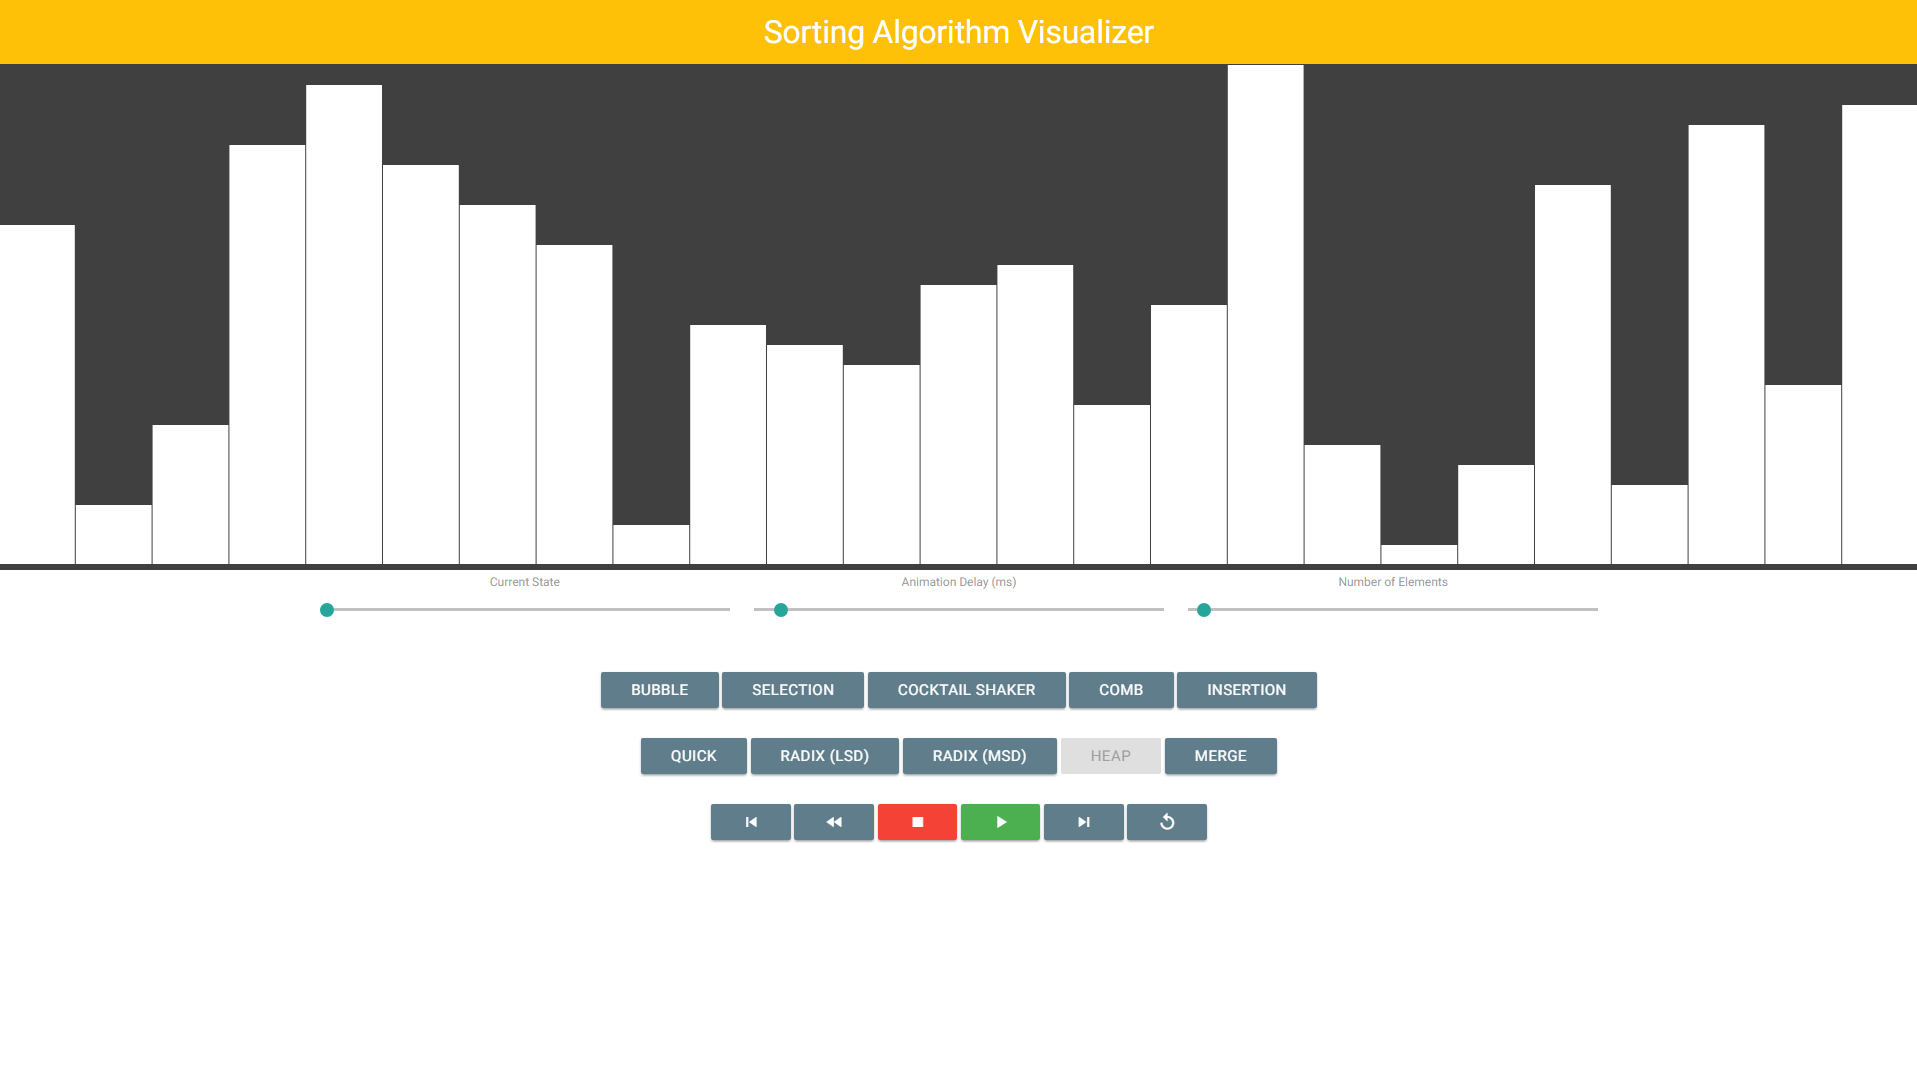 Sorting Algorithm Visualizer
Current State Animation Delay (ms) Number of Elements
BUBBLE SELECTION COCKTAIL SHAKER COMB INSERTION
QUICK RADIX (LSD) RADIX (MSD) HEAP MERGE